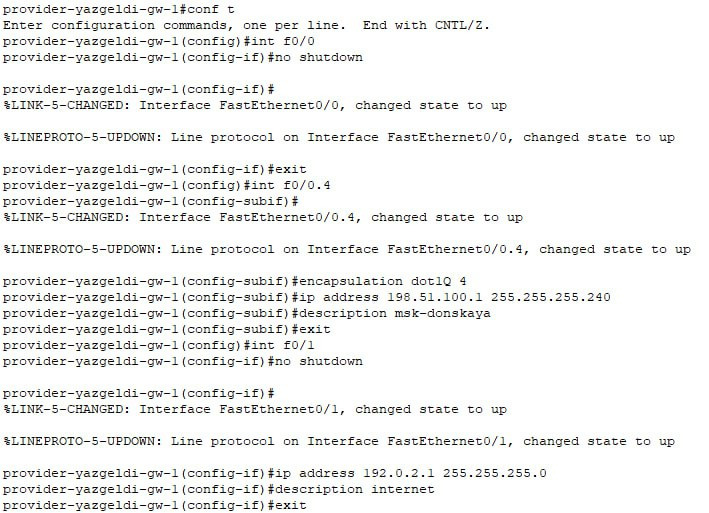 provider-yazgeldi-gw-1#conf t
Enter configuration commands, one per line.  End with CNTL/Z.
provider-yazgeldi-gw-1(config)#int f0/0
provider-yazgeldi-gw-1(config-if)#no shutdown
provider-yazgeldi-gw-1(config-if)#
%LINK-5-CHANGED: Interface FastEthernet0/0, changed state to up
%LINEPROTO-5-UPDOWN: Line protocol on Interface FastEthernet0/0, changed state to up
provider-yazgeldi-gw-1(config-if)#exit
provider-yazgeldi-gw-1(config)#int f0/0.4
provider-yazgeldi-gw-1(config-subif)#
%LINK-5-CHANGED: Interface FastEthernet0/0.4, changed state to up
%LINEPROTO-5-UPDOWN: Line protocol on Interface FastEthernet0/0.4, changed state to up
provider-yazgeldi-gw-1(config-subif)#encapsulation dot1Q 4
provider-yazgeldi-gw-1(config-subif)#ip address 198.51.100.1 255.255.255.240
provider-yazgeldi-gw-1(config-subif)#description msk-donskaya
provider-yazgeldi-gw-1(config-subif)#exit
provider-yazgeldi-gw-1(config)#int f0/1
provider-yazgeldi-gw-1(config-if)#no shutdown
provider-yazgeldi-gw-1(config-if)#
%LINK-5-CHANGED: Interface FastEthernet0/1, changed state to up
%LINEPROTO-5-UPDOWN: Line protocol on Interface FastEthernet0/1, changed state to up
provider-yazgeldi-gw-1(config-if)#ip address 192.0.2.1 255.255.255.0
provider-yazgeldi-gw-1(config-if)#description internet
provider-yazgeldi-gw-1(config-if)#exit